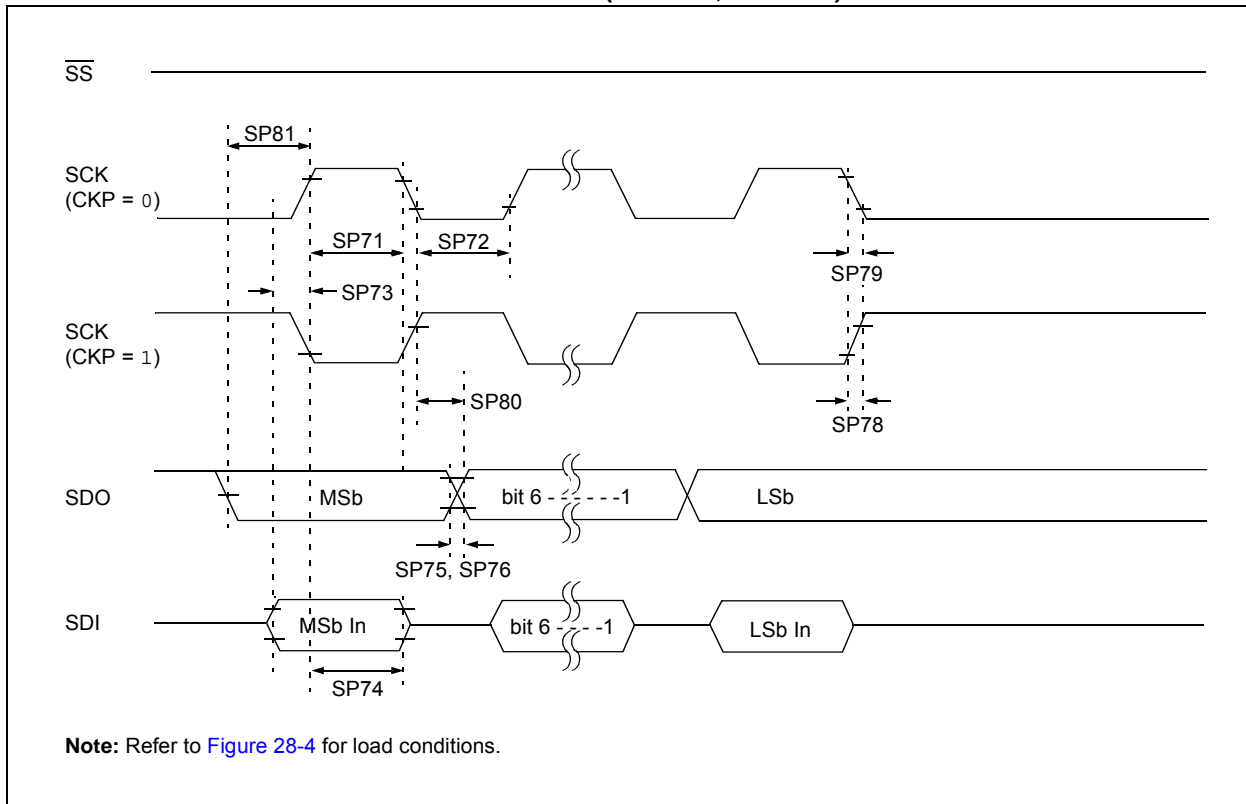 SS
SP81
SCK
(CKP = 0)
SP71
SP72
SP79
SP73
SCK
(CKP = 1)
SP80
SP78
SDO
MSb
bit 6 - - - - - -1
LSb
SP75, SP76
SDI
MSb In
bit 6 - - - -1
LSb In
SP74
Note: Refer to Figure 28-4 for load conditions.